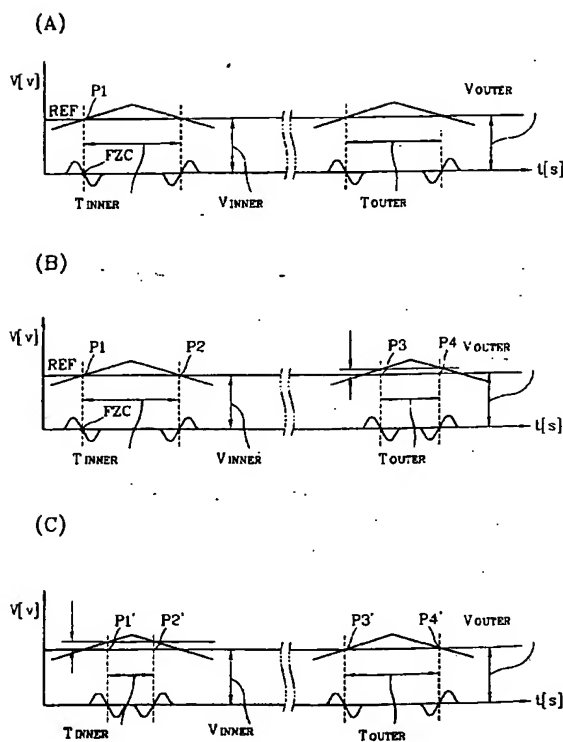 (A)
V[v]
REF
P1
VOUTER
FZC
t[s]
TINNER
VINNER
TOUTER
(B)
V[v]
REF
P1
P2
P3
P4
VOUTER
FZC
t[s]
TINNER
VINNER
TOUTER
(C)
V[v]
P1'
P2'
P3'
P4'
VOUTER
t[s]
TINNER
VINNER
TOUTER